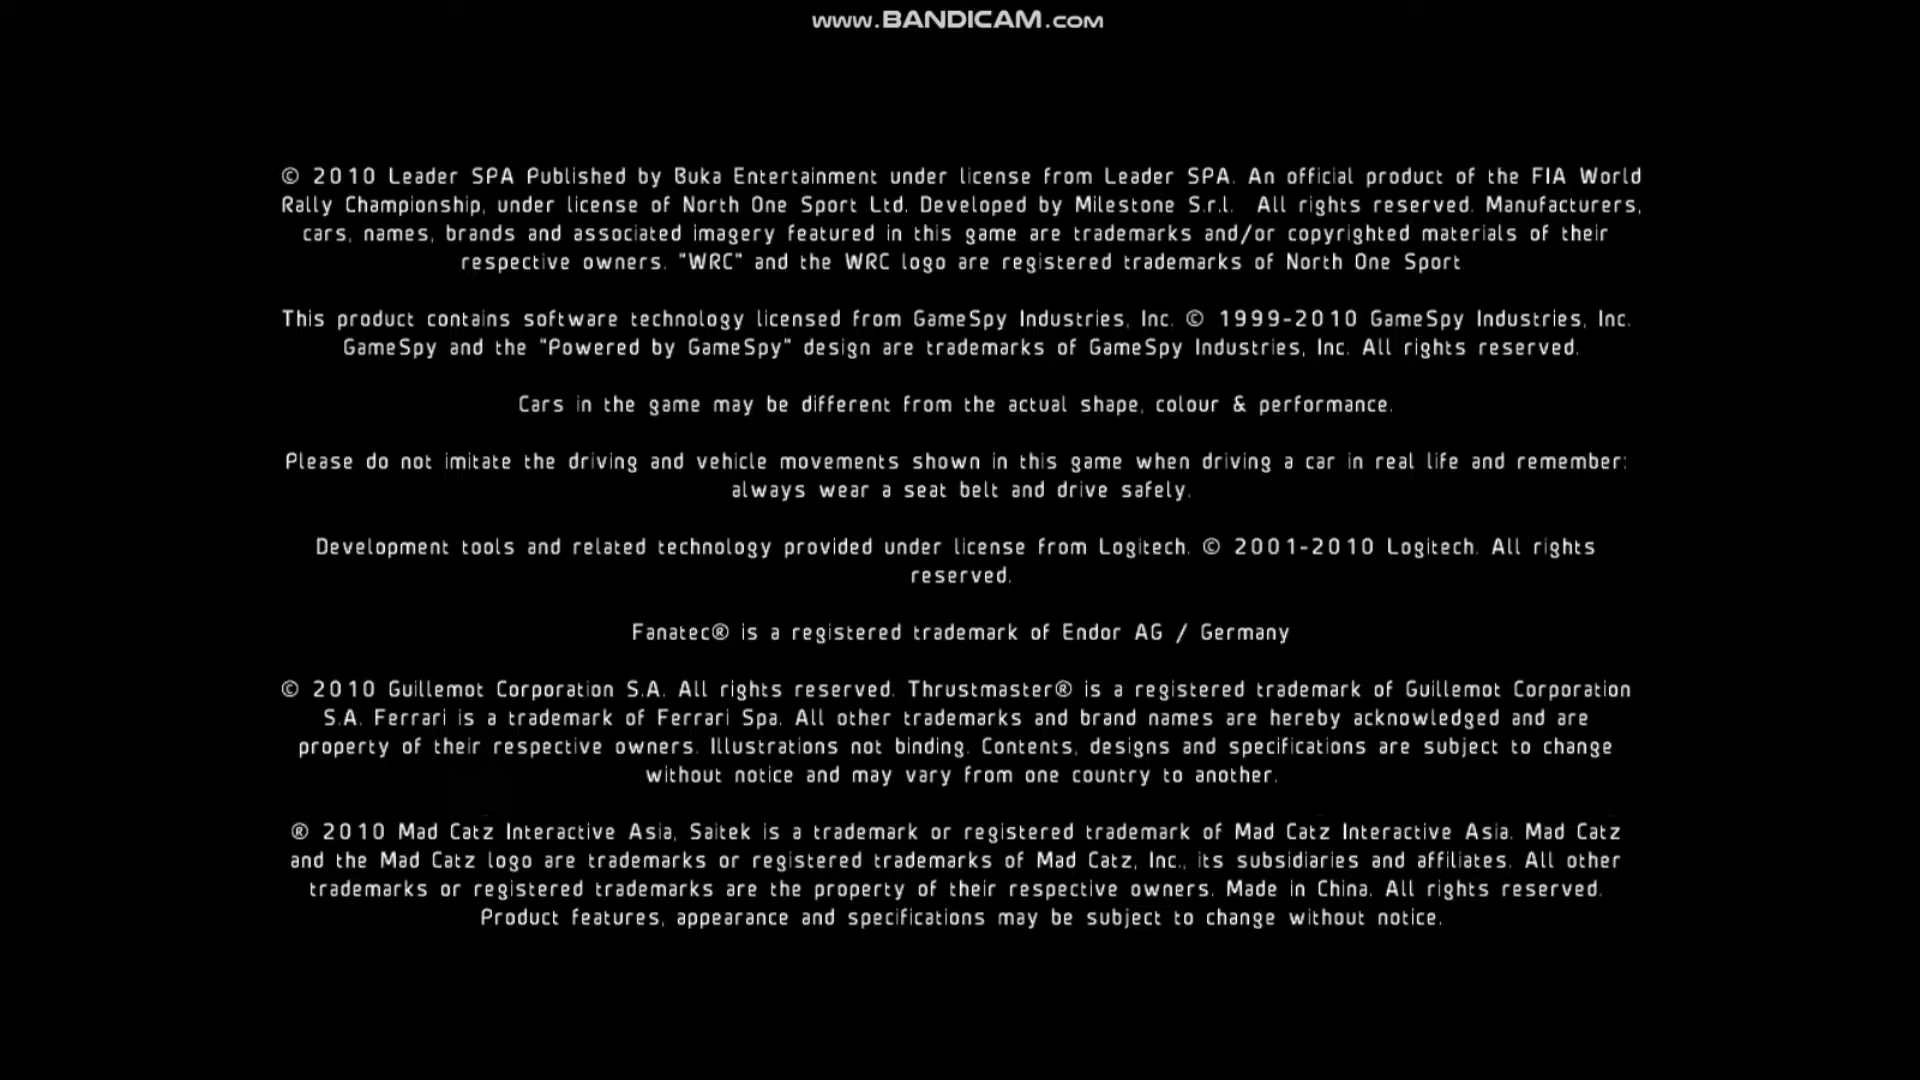 www.BANDICAM.com
© 2010 Leader SPA Published by Buka Entertainment under license from Leader SPA. An official product of the FIA World
Rally Championship, under license of North One Sport Ltd. Developed by Milestone S.r.l.  All rights reserved. Manufacturers,
cars, names, brands and associated imagery featured in this game are trademarks and/or copyrighted materials of their
respective owners. "WRC" and the WRC logo are registered trademarks of North One Sport
This product contains software technology licensed from GameSpy Industries, Inc. © 1999-2010 GameSpy Industries, Inc.
GameSpy and the "Powered by GameSpy" design are trademarks of GameSpy Industries, Inc. All rights reserved.
Cars in the game may be different from the actual shape, colour & performance.
Please do not imitate the driving and vehicle movements shown in this game when driving a car in real life and remember:
always wear a seat belt and drive safely.
Development tools and related technology provided under license from Logitech. © 2001-2010 Logitech. All rights
reserved.
Fanatec® is a registered trademark of Endor AG / Germany
© 2010 Guillemot Corporation S.A. All rights reserved. Thrustmaster® is a registered trademark of Guillemot Corporation
S.A. Ferrari is a trademark of Ferrari Spa. All other trademarks and brand names are hereby acknowledged and are
property of their respective owners. Illustrations not binding. Contents, designs and specifications are subject to change
without notice and may vary from one country to another.
® 2010 Mad Catz Interactive Asia, Saitek is a trademark or registered trademark of Mad Catz Interactive Asia. Mad Catz
and the Mad Catz logo are trademarks or registered trademarks of Mad Catz, Inc., its subsidiaries and affiliates. All other
trademarks or registered trademarks are the property of their respective owners. Made in China. All rights reserved.
Product features, appearance and specifications may be subject to change without notice.